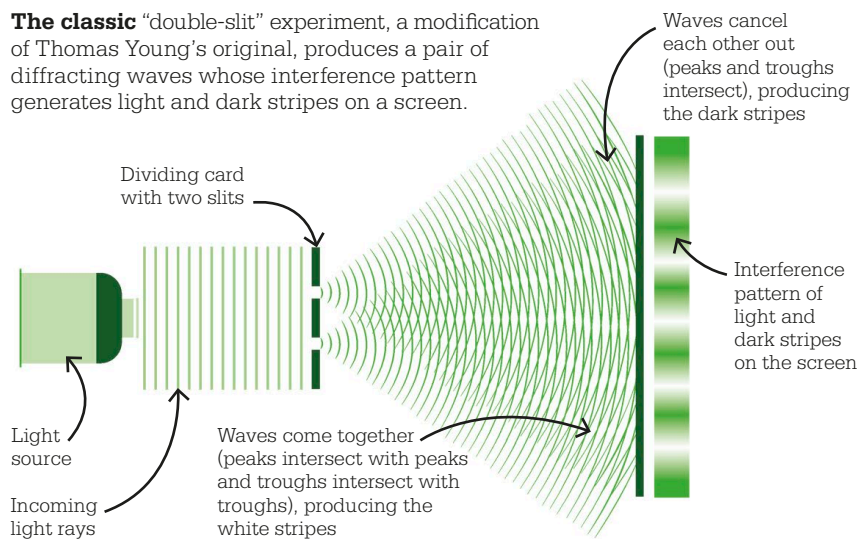 The classic “double-slit” experiment, a modification
of Thomas Young’s original, produces a pair of
diffracting waves whose interference pattern
generates light and dark stripes on a screen.
Waves cancel
each other out
(peaks and troughs
intersect), producing
the dark stripes
Dividing card
with two slits
Interference
pattern of
light and
dark stripes
on the screen
Light
source
Incoming
light rays
Waves come together
(peaks intersect with peaks
and troughs intersect with
troughs), producing the
white stripes